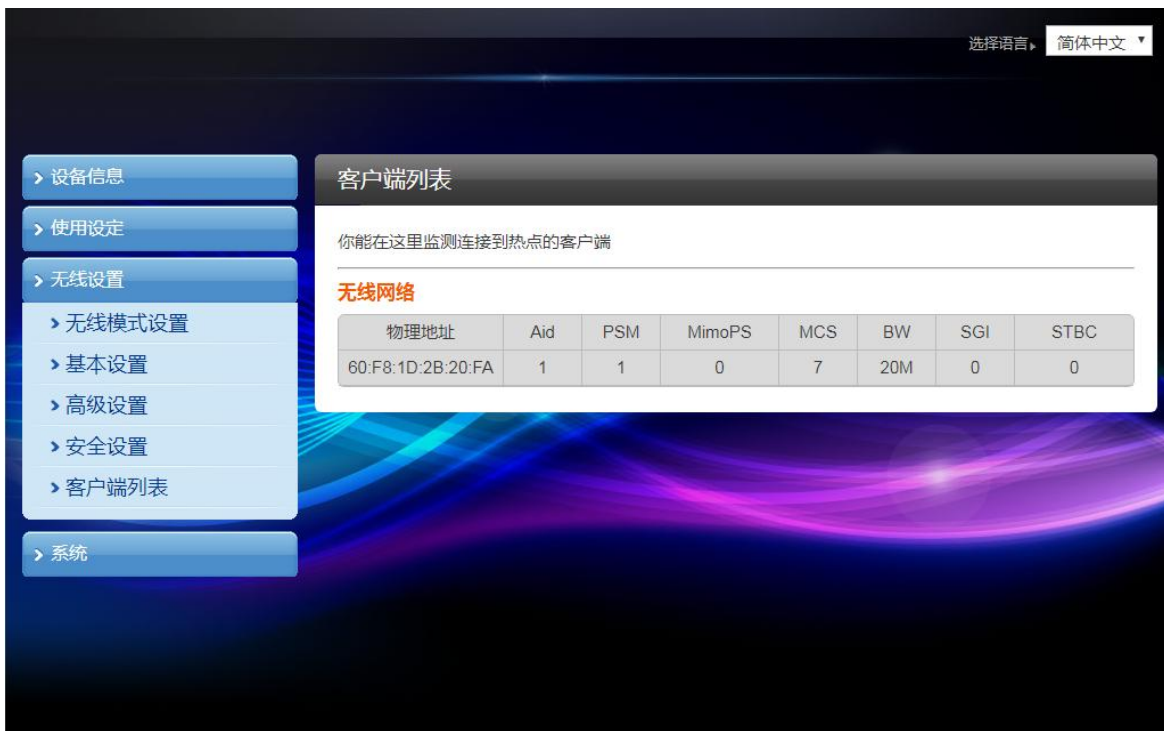 选择语言 简体中文
设备信息
使用设定
无线设置
无线模式设置
基本设置
高级设置
安全设置
客户端列表
系统
客户端列表
你能在这里监测连接到热点的客户端
无线网络
物理地址 Aid PSM MimoPS MCS BW SGI STBC
60:F8:1D:2B:20:FA 1 1 0 7 20M 0 0